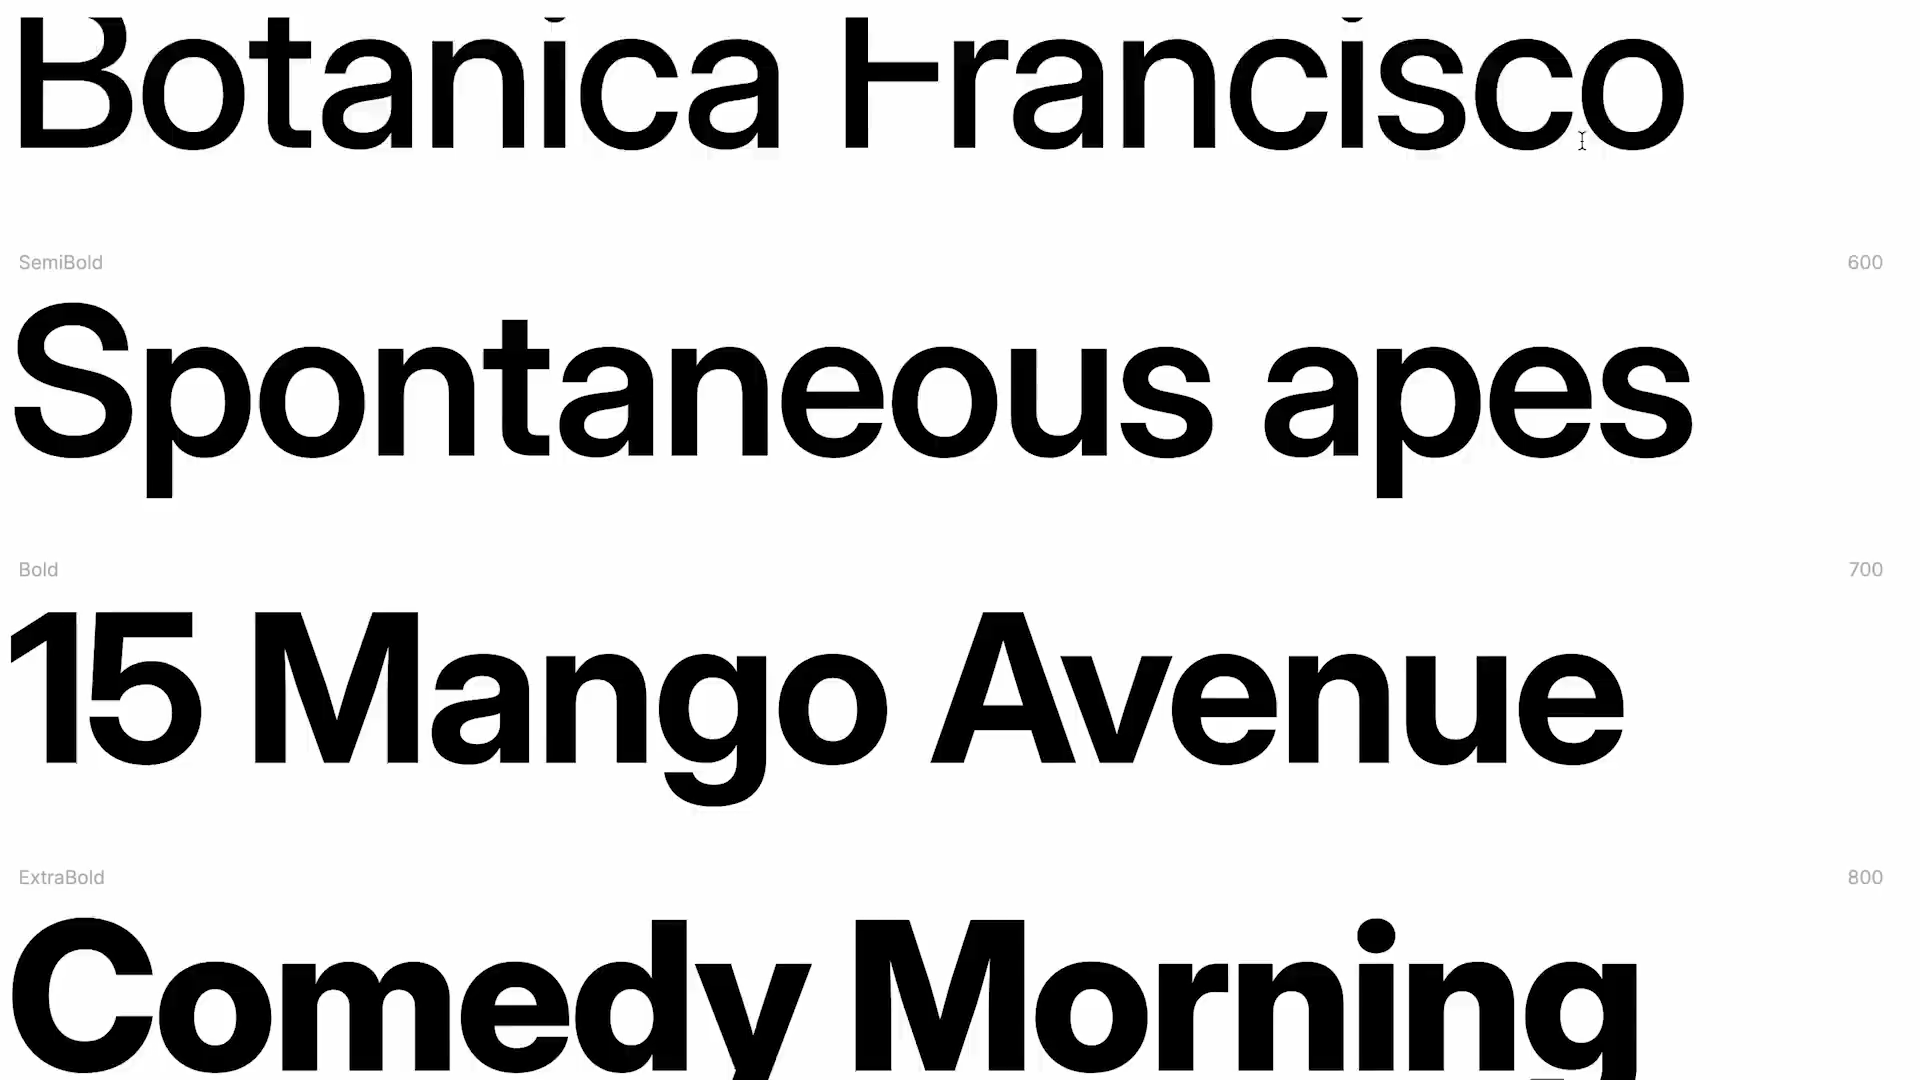 Botanica Francisco
SemiBold 600
Spontaneous apes
Bold 700
15 Mango Avenue
ExtraBold 800
Comedy Morning